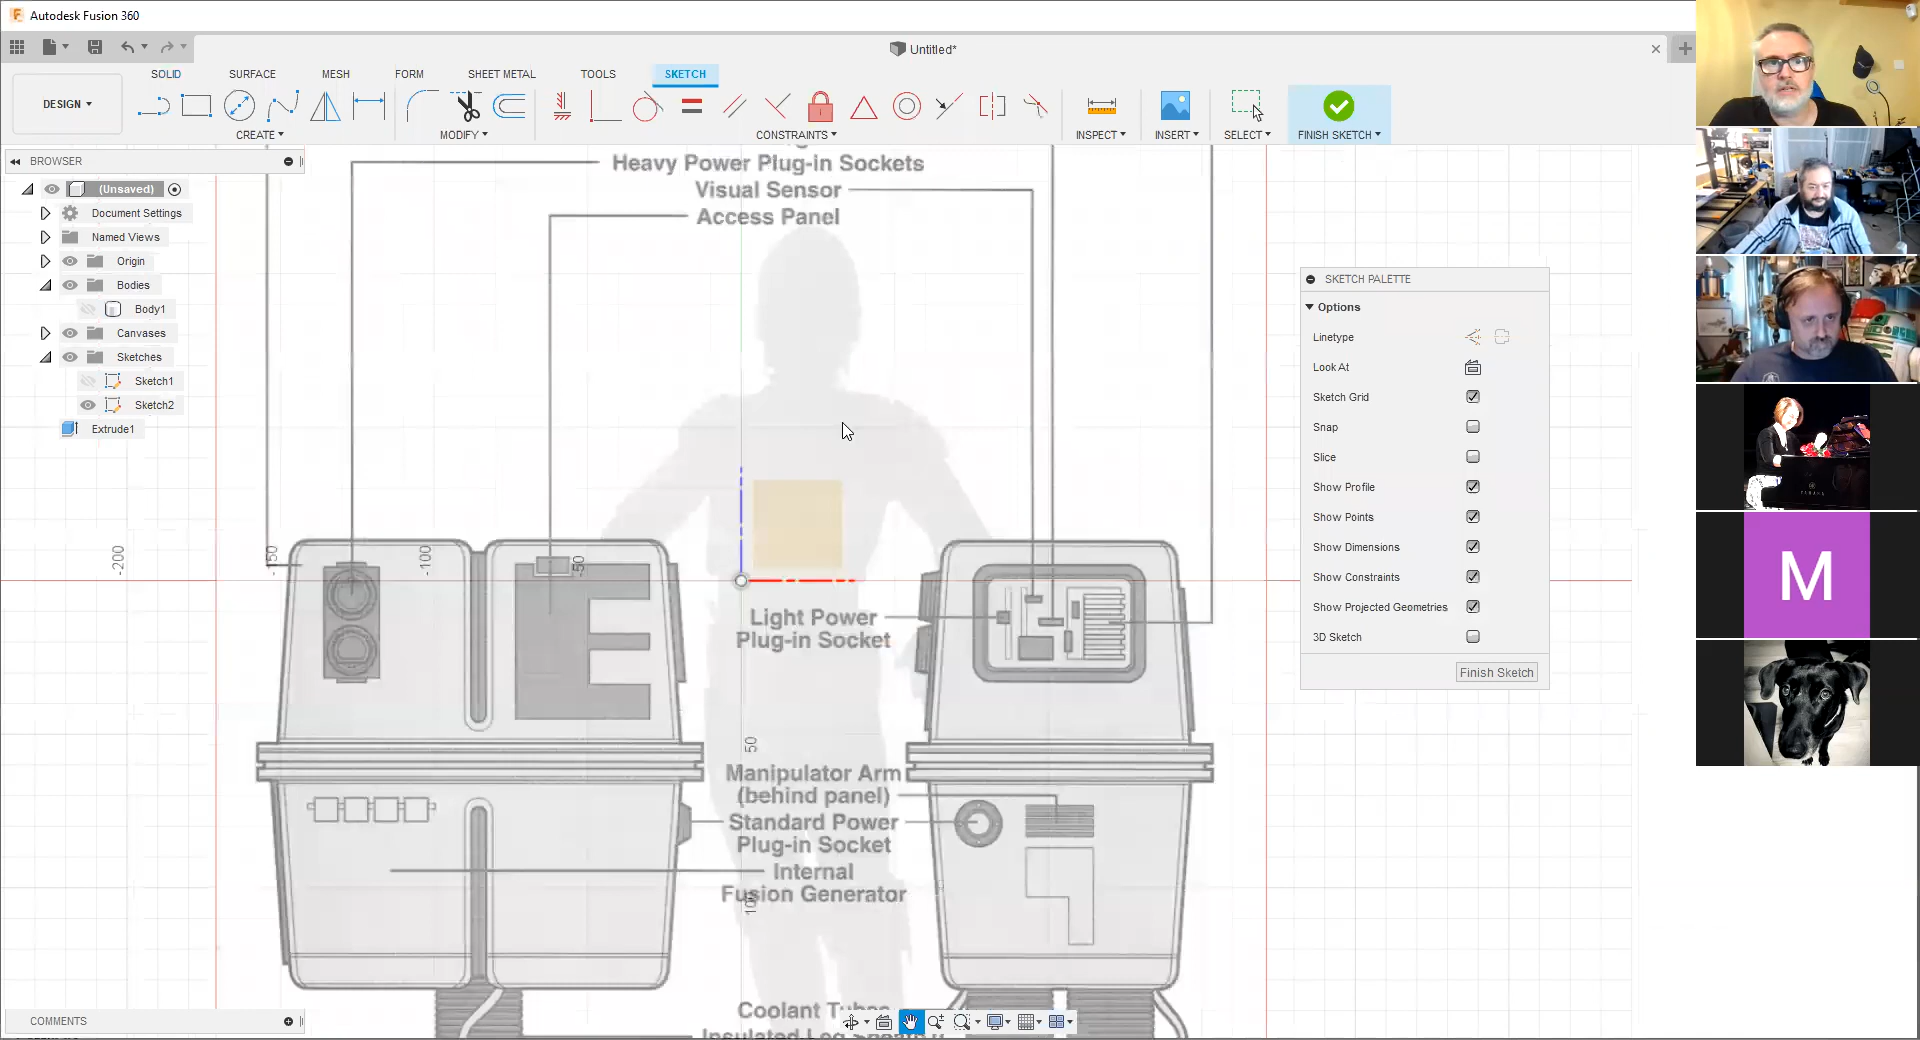 Autodesk Fusion 360
Untitled*
SOLID
SURFACE
MESH
FORM
SHEET METAL
TOOLS
SKETCH
DESIGN
CREATE
MODIFY
CONSTRAINTS
INSPECT
INSERT
SELECT
FINISH SKETCH
BROWSER
(Unsaved)
Document Settings
Named Views
Origin
Bodies
Body1
Canvases
Sketches
Sketch1
Sketch2
Extrude1
Heavy Power Plug-in Sockets
Visual Sensor
Access Panel
-200
-150
-100
-50
E
Light Power
Plug-in Socket
50
Manipulator Arm
(behind panel)
Standard Power
Plug-in Socket
Internal
Fusion Generator
100
Coolant Tubes
SKETCH PALETTE
Options
Linetype
Look At
Sketch Grid
Snap
Slice
Show Profile
Show Points
Show Dimensions
Show Constraints
Show Projected Geometries
3D Sketch
Finish Sketch
COMMENTS
M